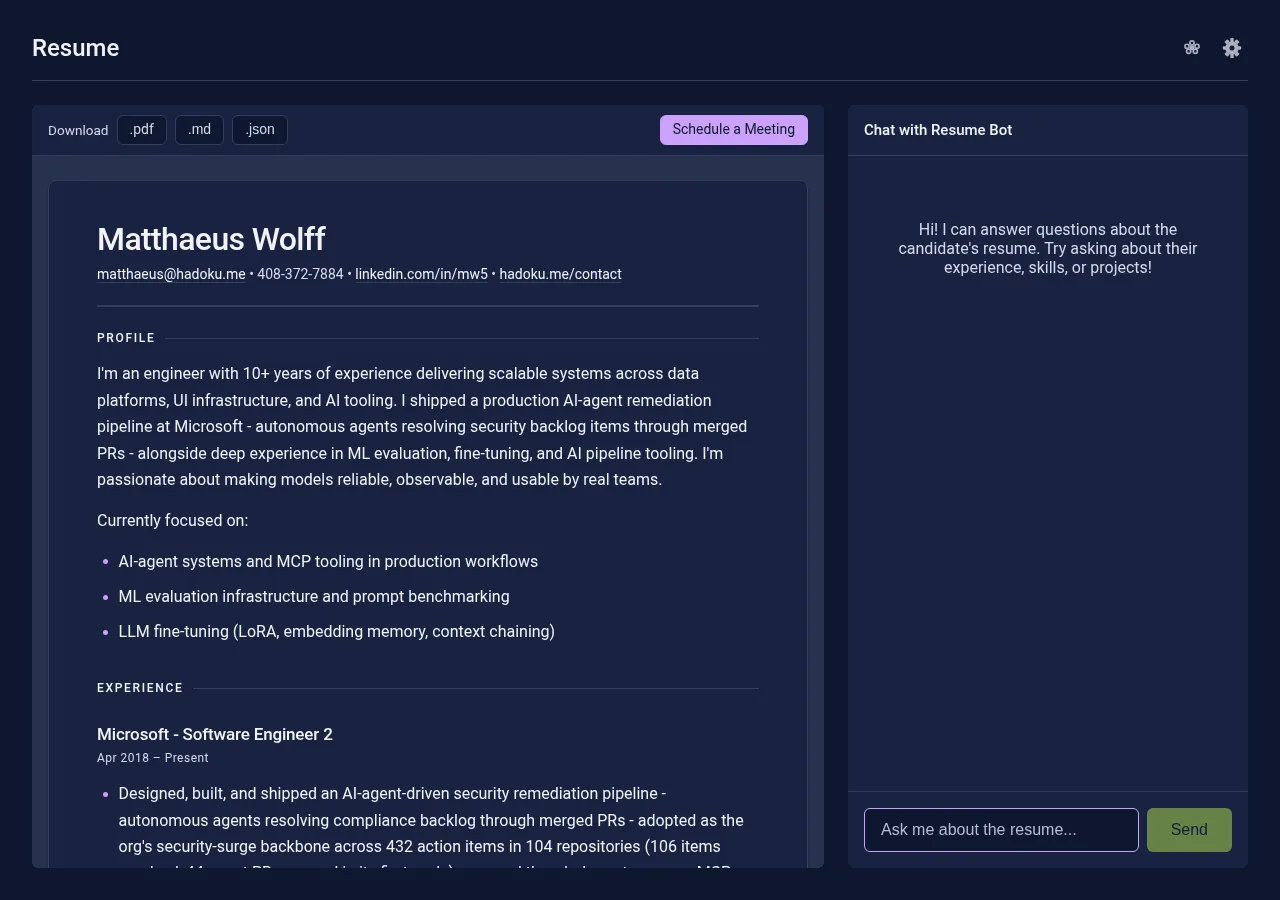 Resume
Download .pdf .md .json Schedule a Meeting
Matthaeus Wolff
matthaeus@hadoku.me • 408-372-7884 • linkedin.com/in/mw5 • hadoku.me/contact
PROFILE
I'm an engineer with 10+ years of experience delivering scalable systems across data
platforms, UI infrastructure, and AI tooling. I shipped a production AI-agent remediation
pipeline at Microsoft - autonomous agents resolving security backlog items through merged
PRs - alongside deep experience in ML evaluation, fine-tuning, and AI pipeline tooling. I'm
passionate about making models reliable, observable, and usable by real teams.
Currently focused on:
• AI-agent systems and MCP tooling in production workflows
• ML evaluation infrastructure and prompt benchmarking
• LLM fine-tuning (LoRA, embedding memory, context chaining)
EXPERIENCE
Microsoft - Software Engineer 2
Apr 2018 – Present
• Designed, built, and shipped an AI-agent-driven security remediation pipeline -
autonomous agents resolving compliance backlog through merged PRs - adopted as the
org's security-surge backbone across 432 action items in 104 repositories (106 items
Chat with Resume Bot
Hi! I can answer questions about the
candidate's resume. Try asking about their
experience, skills, or projects!
Ask me about the resume...
Send